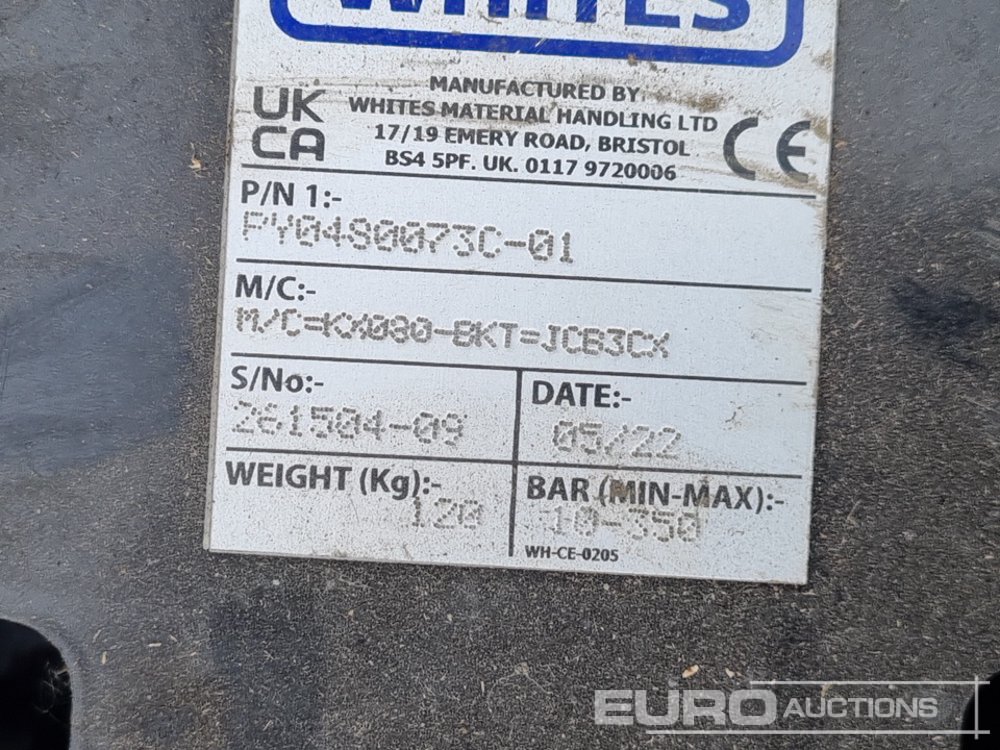 WHITES
MANUFACTURED BY
WHITES MATERIAL HANDLING LTD
17/19 EMERY ROAD, BRISTOL
BS4 5PF. UK. 0117 9720006
UK
CA
CE
P/N 1:-
PY04S0073C-01
M/C:-
M/C=KX080-BKT=JCB3CX
S/No:-
261504-09
DATE:-
05/22
WEIGHT (Kg):-
120
BAR (MIN-MAX):-
10-350
WH-CE-0205
EURO AUCTIONS